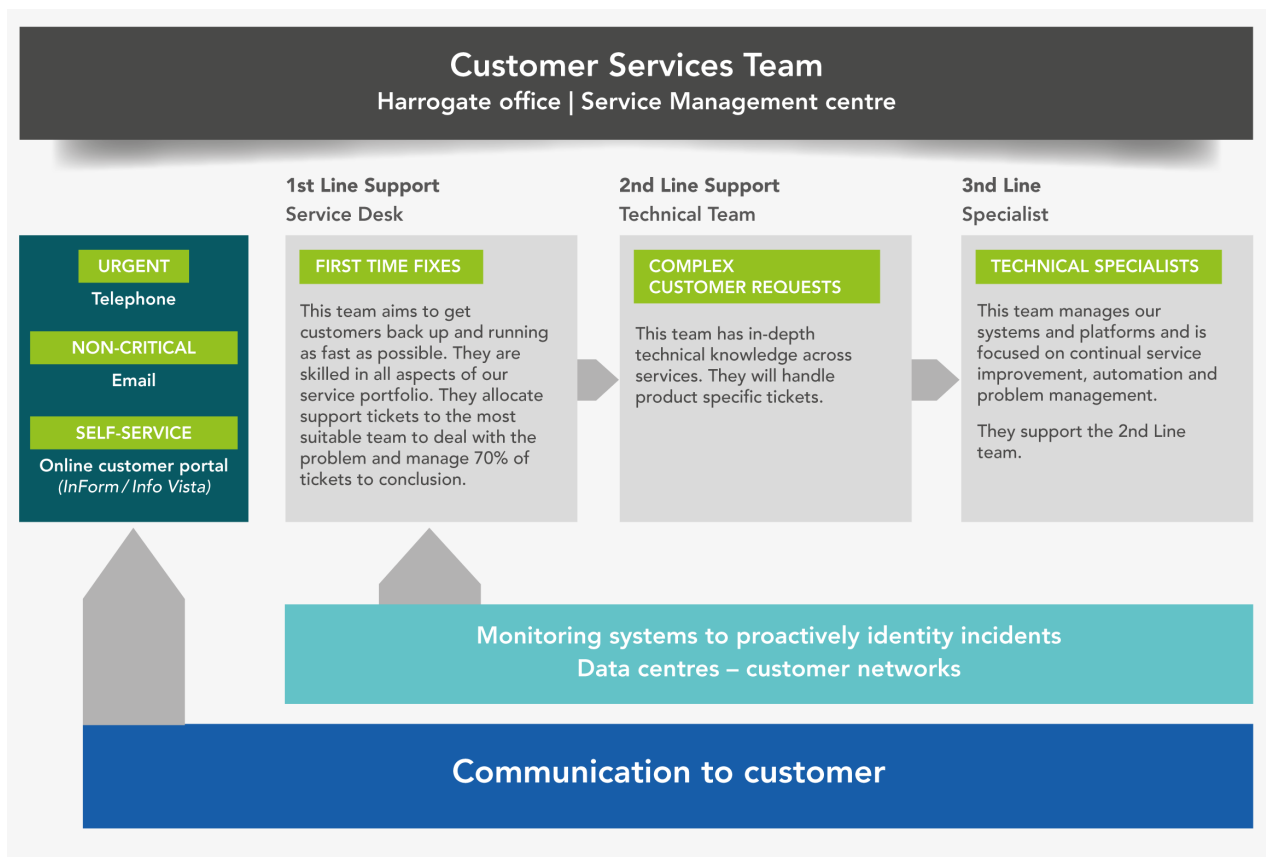 Customer Services Team
Harrogate office | Service Management centre
1st Line Support
Service Desk
2nd Line Support
Technical Team
3nd Line
Specialist
URGENT
Telephone
NON-CRITICAL
Email
SELF-SERVICE
Online customer portal
(InForm / Info Vista)
FIRST TIME FIXES
This team aims to get
customers back up and running
as fast as possible. They are
skilled in all aspects of our
service portfolio. They allocate
support tickets to the most
suitable team to deal with the
problem and manage 70% of
tickets to conclusion.
COMPLEX
CUSTOMER REQUESTS
This team has in-depth
technical knowledge across
services. They will handle
product specific tickets.
TECHNICAL SPECIALISTS
This team manages our
systems and platforms and is
focused on continual service
improvement, automation and
problem management.
They support the 2nd Line
team.
Monitoring systems to proactively identity incidents
Data centres – customer networks
Communication to customer